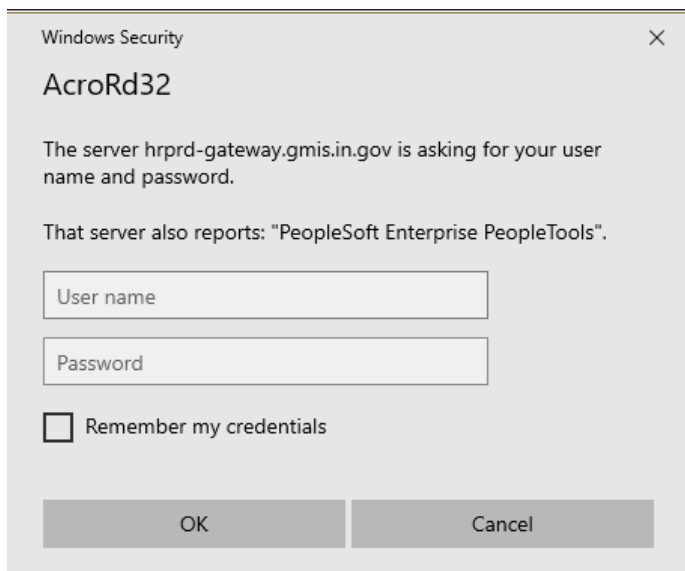 Windows Security
AcroRd32
The server hrprd-gateway.gmis.in.gov is asking for your user
name and password.
That server also reports: "PeopleSoft Enterprise PeopleTools".
User name
Password
Remember my credentials
OK
Cancel